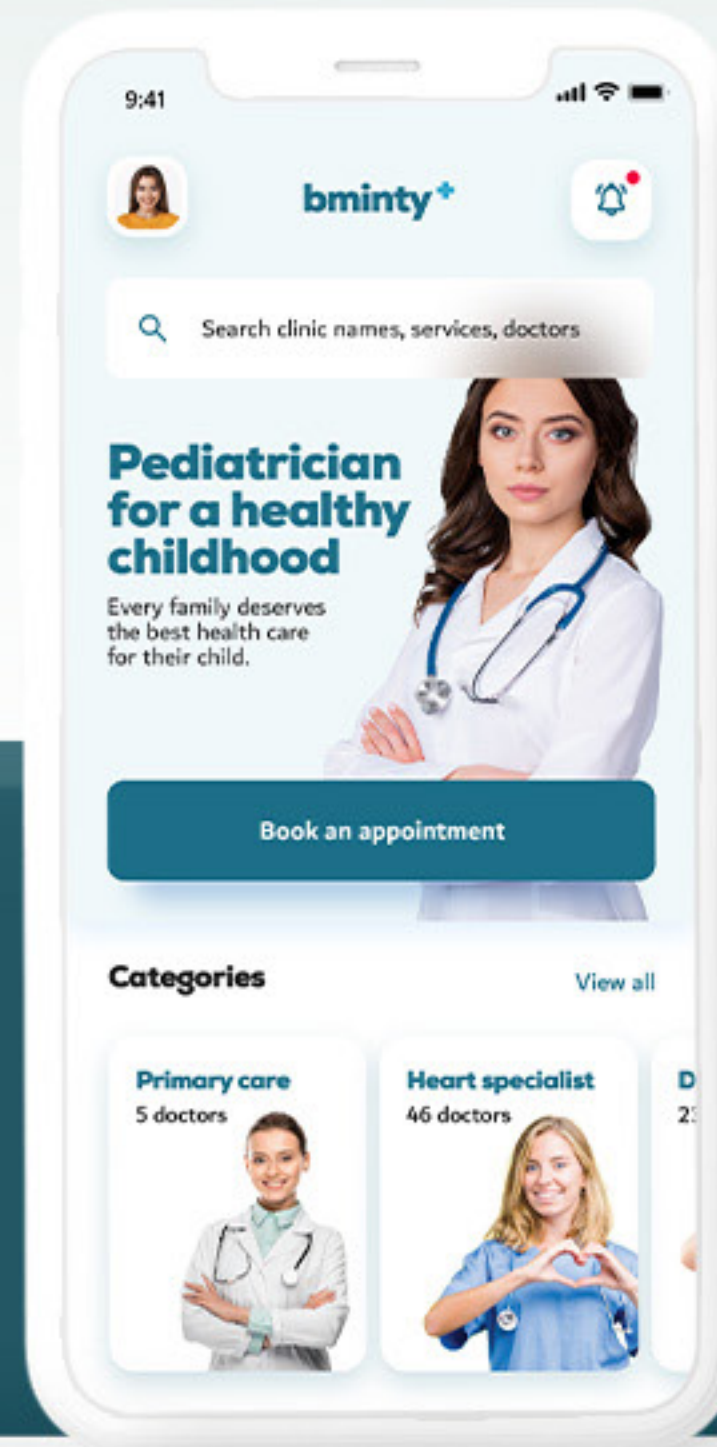 9:41
bminty+
Search clinic names, services, doctors
Pediatrician
for a healthy
childhood
Every family deserves
the best health care
for their child.
Book an appointment
Categories
View all
Primary care
5 doctors
Heart specialist
46 doctors
D